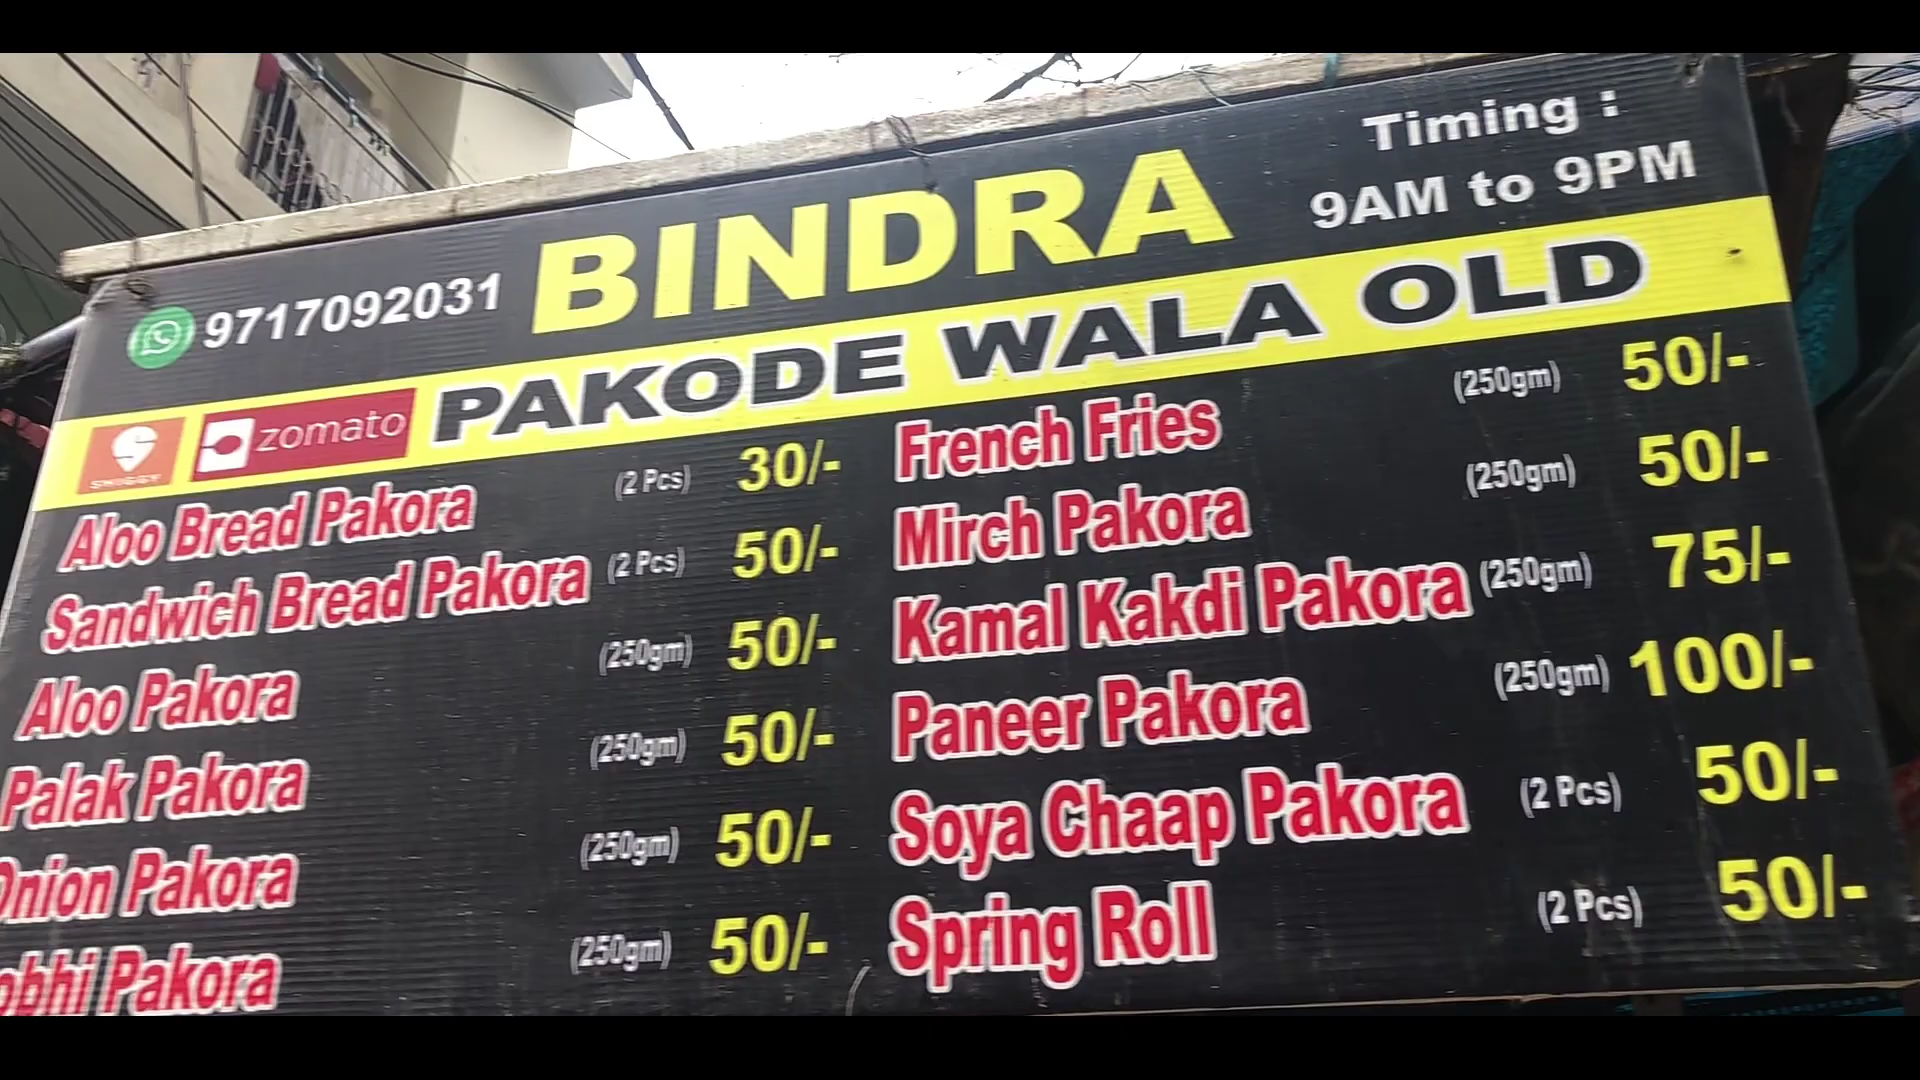 Timing :
9AM to 9PM
9717092031
BINDRA
SWIGGY
zomato
PAKODE WALA OLD
Aloo Bread Pakora (2 Pcs) 30/-
Sandwich Bread Pakora (2 Pcs) 50/-
Aloo Pakora (250gm) 50/-
Palak Pakora (250gm) 50/-
Onion Pakora (250gm) 50/-
obhi Pakora (250gm) 50/-
French Fries (250gm) 50/-
Mirch Pakora (250gm) 50/-
Kamal Kakdi Pakora (250gm) 75/-
Paneer Pakora (250gm) 100/-
Soya Chaap Pakora (2 Pcs) 50/-
Spring Roll (2 Pcs) 50/-